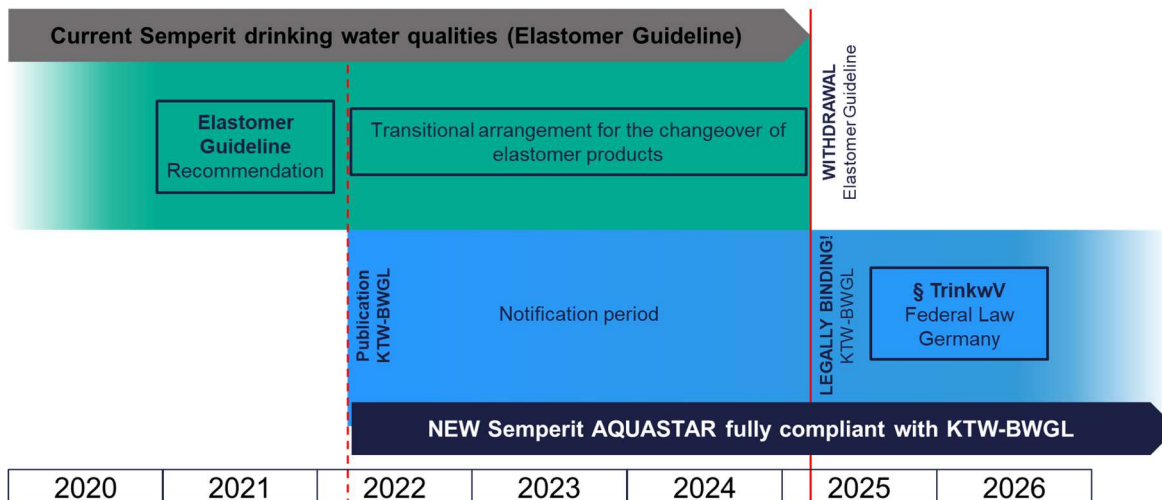 Current Semperit drinking water qualities (Elastomer Guideline)
Elastomer
Guideline
Recommendation
Transitional arrangement for the changeover of
elastomer products
WITHDRAWAL
Elastomer Guideline
Publication
KTW-BWGL
Notification period
LEGALLY BINDING!
KTW-BWGL
§ TrinkwV
Federal Law
Germany
NEW Semperit AQUASTAR fully compliant with KTW-BWGL
2020 2021 2022 2023 2024 2025 2026